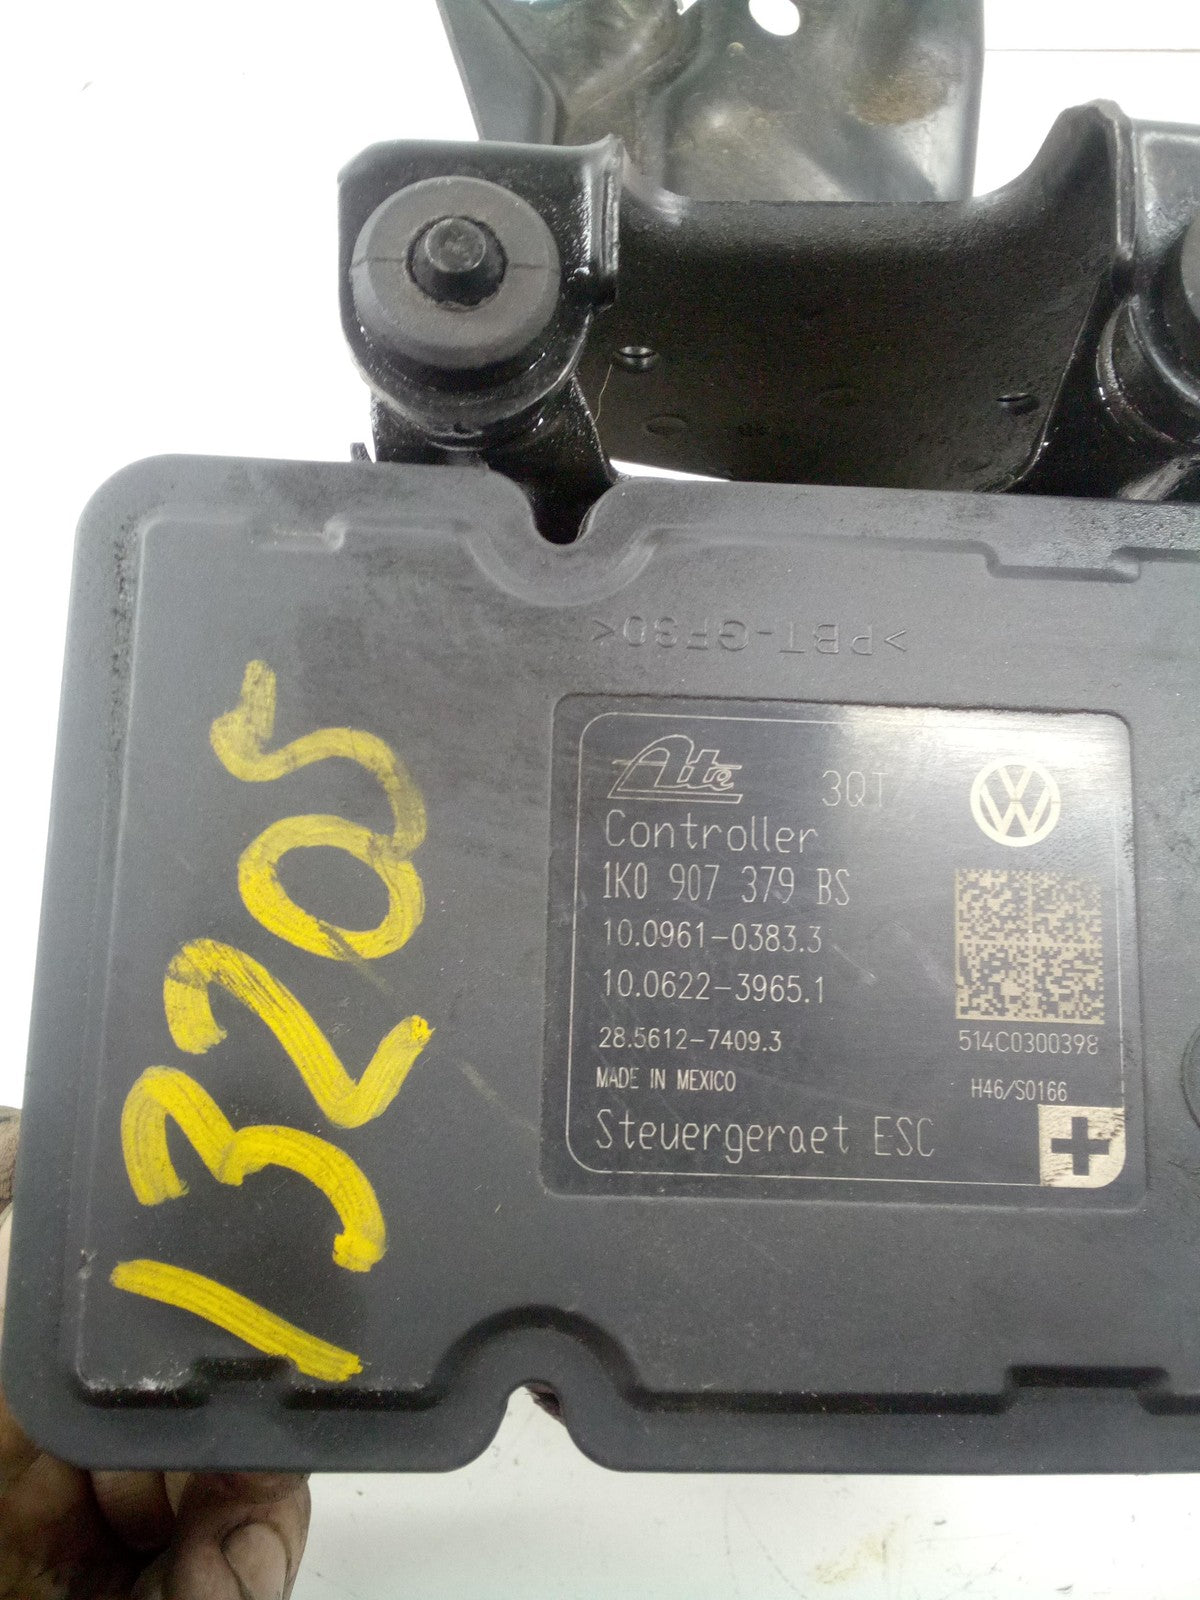 >PBT-GF30<
Ate 3QT
Controller
1K0 907 379 BS
10.0961-0383.3
10.0622-3965.1
28.5612-7409.3 514C0300398
MADE IN MEXICO H46/S0166
Steuergeraet ESC
13205